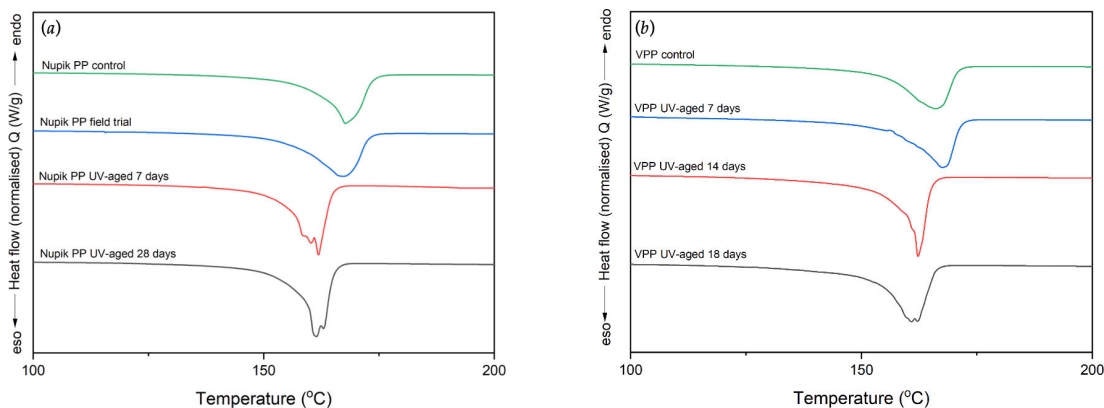 (a)
eso ← Heat flow (normalised) Q (W/g) → endo
Nupik PP control
Nupik PP field trial
Nupik PP UV-aged 7 days
Nupik PP UV-aged 28 days
100
150
200
Temperature (°C)
(b)
eso ← Heat flow (normalised) Q (W/g) → endo
VPP control
VPP UV-aged 7 days
VPP UV-aged 14 days
VPP UV-aged 18 days
100
150
200
Temperature (°C)